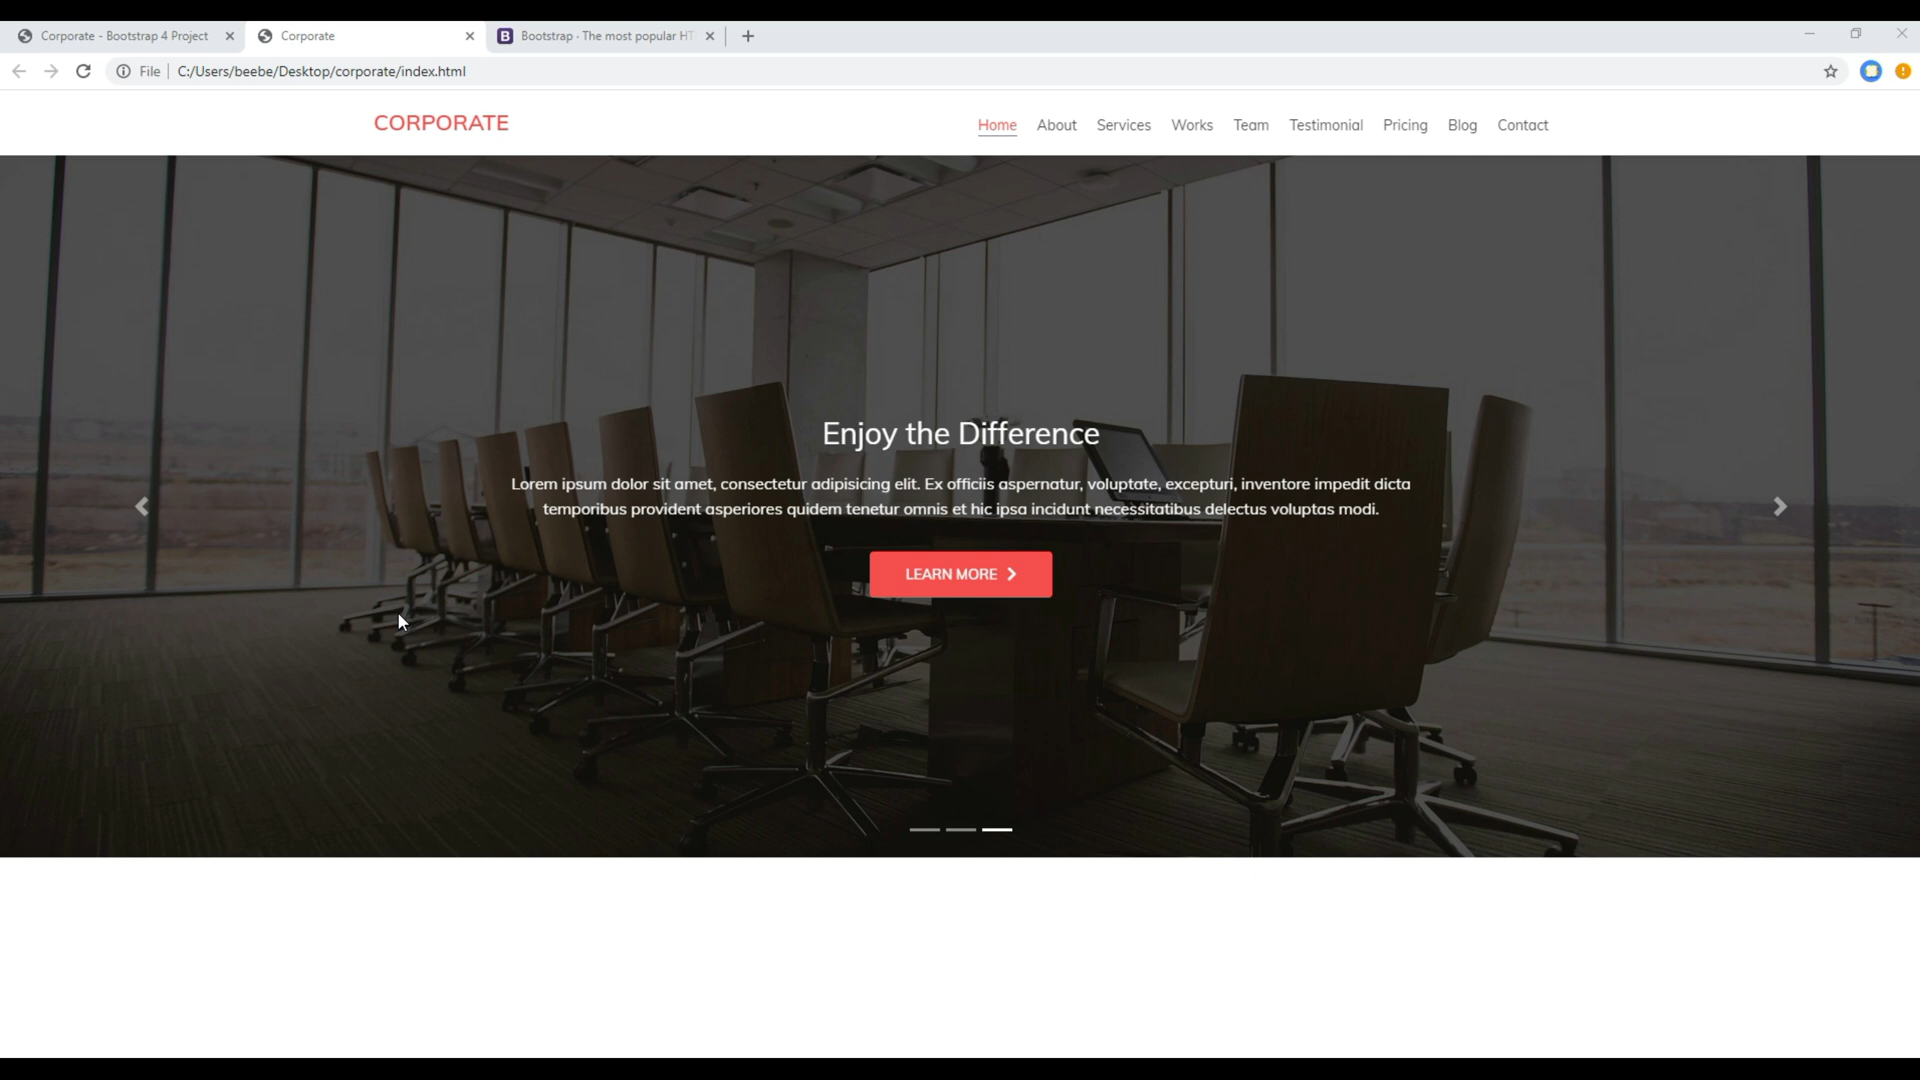 Corporate - Bootstrap 4 Project
Corporate
B
Bootstrap · The most popular HT
File
C:/Users/beebe/Desktop/corporate/index.html
CORPORATE
Home About Services Works Team Testimonial Pricing Blog Contact
Enjoy the Difference
Lorem ipsum dolor sit amet, consectetur adipisicing elit. Ex officiis aspernatur, voluptate, excepturi, inventore impedit dicta
temporibus provident asperiores quidem tenetur omnis et hic ipsa incidunt necessitatibus delectus voluptas modi.
LEARN MORE